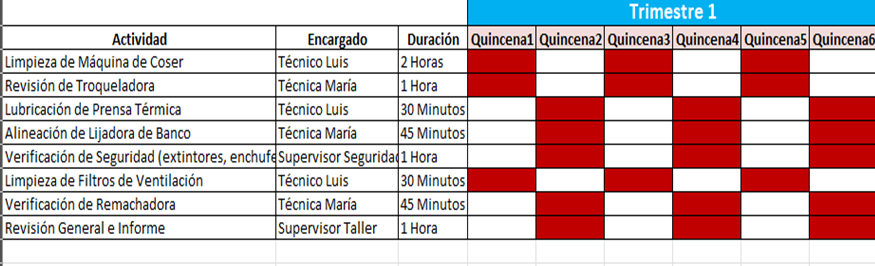 Trimestre 1
Actividad Encargado Duración Quincena1 Quincena2 Quincena3 Quincena4 Quincena5 Quincena6
Limpieza de Máquina de Coser Técnico Luis 2 Horas
Revisión de Troqueladora Técnica María 1 Hora
Lubricación de Prensa Térmica Técnico Luis 30 Minutos
Alineación de Lijadora de Banco Técnica María 45 Minutos
Verificación de Seguridad (extintores, enchufe Supervisor Seguridad 1 Hora
Limpieza de Filtros de Ventilación Técnico Luis 30 Minutos
Verificación de Remachadora Técnica María 45 Minutos
Revisión General e Informe Supervisor Taller 1 Hora